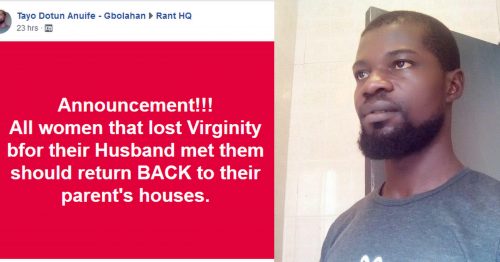 Tayo Dotun Anuife - Gbolahan ▸ Rant HQ
23 hrs ·
Announcement!!!
All women that lost Virginity
bfor their Husband met them
should return BACK to their
parent's houses.